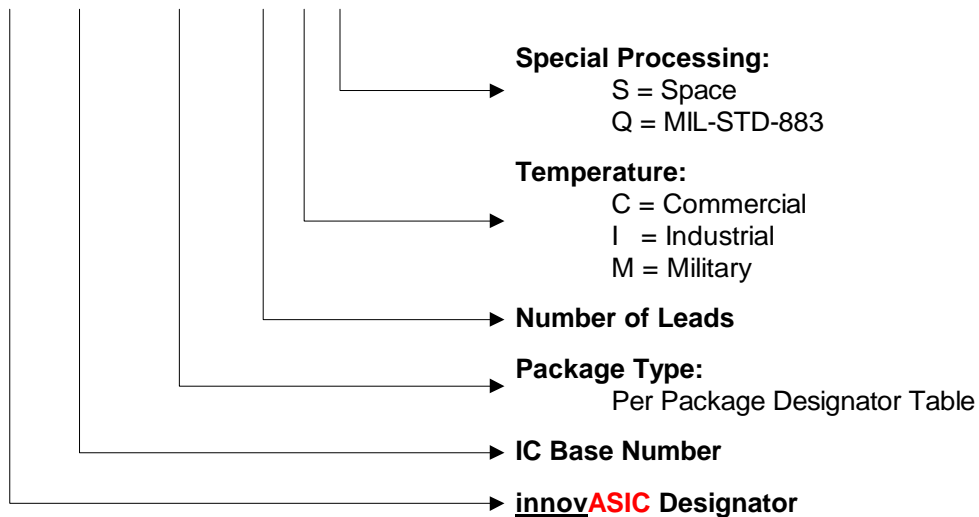 Special Processing:
S = Space
Q = MIL-STD-883
Temperature:
C = Commercial
I = Industrial
M = Military
Number of Leads
Package Type:
Per Package Designator Table
IC Base Number
innovASIC Designator